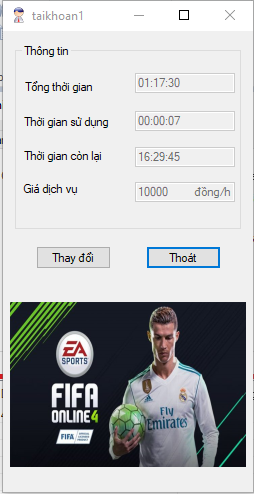 taikhoan1
Thông tin
Tổng thời gian 01:17:30
Thời gian sử dụng 00:00:07
Thời gian còn lại 16:29:45
Giá dịch vụ 10000 đồng/h
Thay đổi Thoát
EA
SPORTS
FIFA
ONLINE 4
FIFA
Fly
Emirates